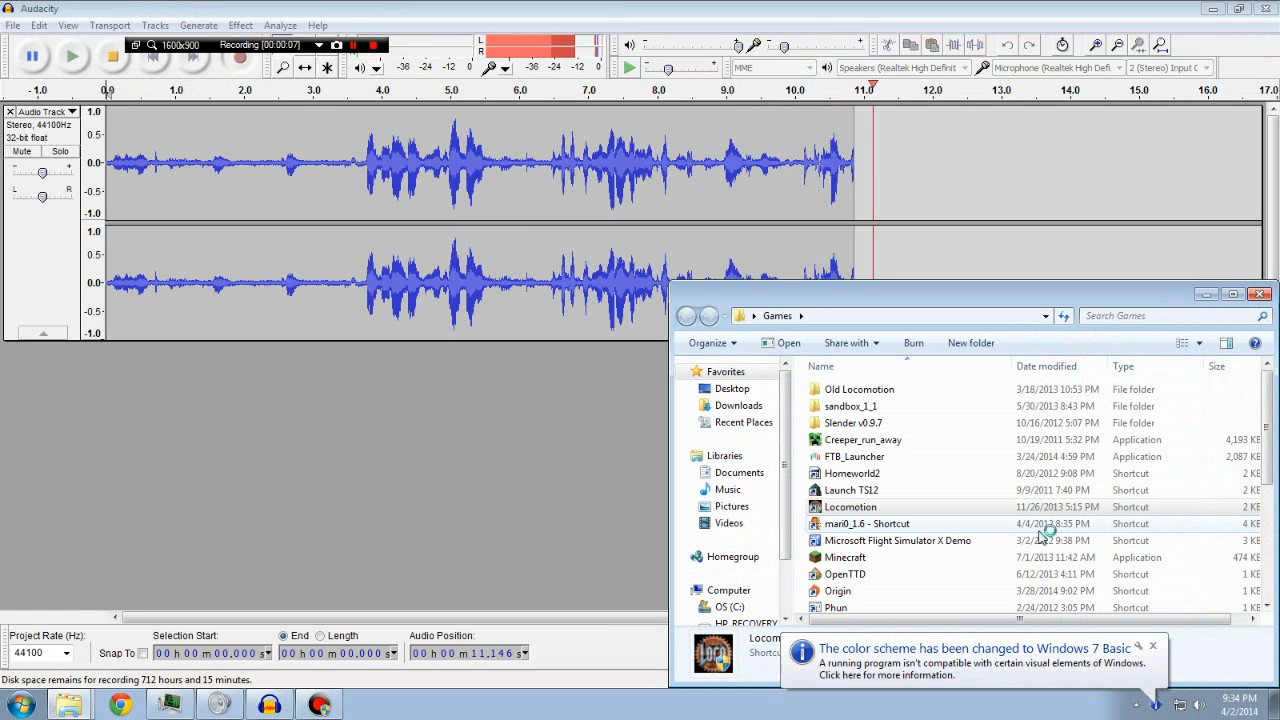 Audacity
File Edit View Transport Tracks Generate Effect Analyze Help
1600x900 Recording [00:00:07]
L
R
-36 -24 -12 0
-36 -24 -12 0
MME
Speakers (Realtek High Definit
Microphone (Realtek High Defi
2 (Stereo) Input C
-1.0 0.0 1.0 2.0 3.0 4.0 5.0 6.0 7.0 8.0 9.0 10.0 11.0 12.0 13.0 14.0 15.0 16.0 17.0
Audio Track
Stereo, 44100Hz
32-bit float
Mute Solo
- +
L R
1.0
0.5
0.0
-0.5
-1.0
1.0
0.5
0.0
-0.5
-1.0
Games
Search Games
Organize Open Share with Burn New folder
Name Date modified Type Size
Favorites
Desktop
Downloads
Recent Places
Libraries
Documents
Music
Pictures
Videos
Homegroup
Computer
OS (C:)
HP_RECOVERY
Old Locomotion 3/18/2013 10:53 PM File folder
sandbox_1_1 5/30/2013 8:43 PM File folder
Slender v0.9.7 10/16/2012 5:07 PM File folder
Creeper_run_away 10/19/2011 5:32 PM Application 4,193 KB
FTB_Launcher 3/24/2014 4:59 PM Application 2,087 KB
Homeworld2 8/20/2012 9:08 PM Shortcut 2 KB
Launch TS12 9/9/2011 7:40 PM Shortcut 2 KB
Locomotion 11/26/2013 5:15 PM Shortcut 2 KB
mari0_1.6 - Shortcut 8:35 PM Shortcut 4 KB
Microsoft Flight Simulator X Demo 9:38 PM Shortcut 3 KB
Minecraft 7/1/2013 11:42 AM Application 474 KB
OpenTTD 6/12/2013 4:11 PM Shortcut 1 KB
Origin 3/28/2014 9:02 PM Shortcut 1 KB
Phun 2/24/2012 3:05 PM Shortcut 1 KB
LOCO
Locom
Shortcu
The color scheme has been changed to Windows 7 Basic
A running program isn't compatible with certain visual elements of Windows.
Click here for more information.
Project Rate (Hz):
44100
Snap To
Selection Start:
00 h 00 m 00.000 s
End Length
00 h 00 m 00.000 s
Audio Position:
00 h 00 m 11.146 s
Disk space remains for recording 712 hours and 15 minutes.
9:34 PM
4/2/2014